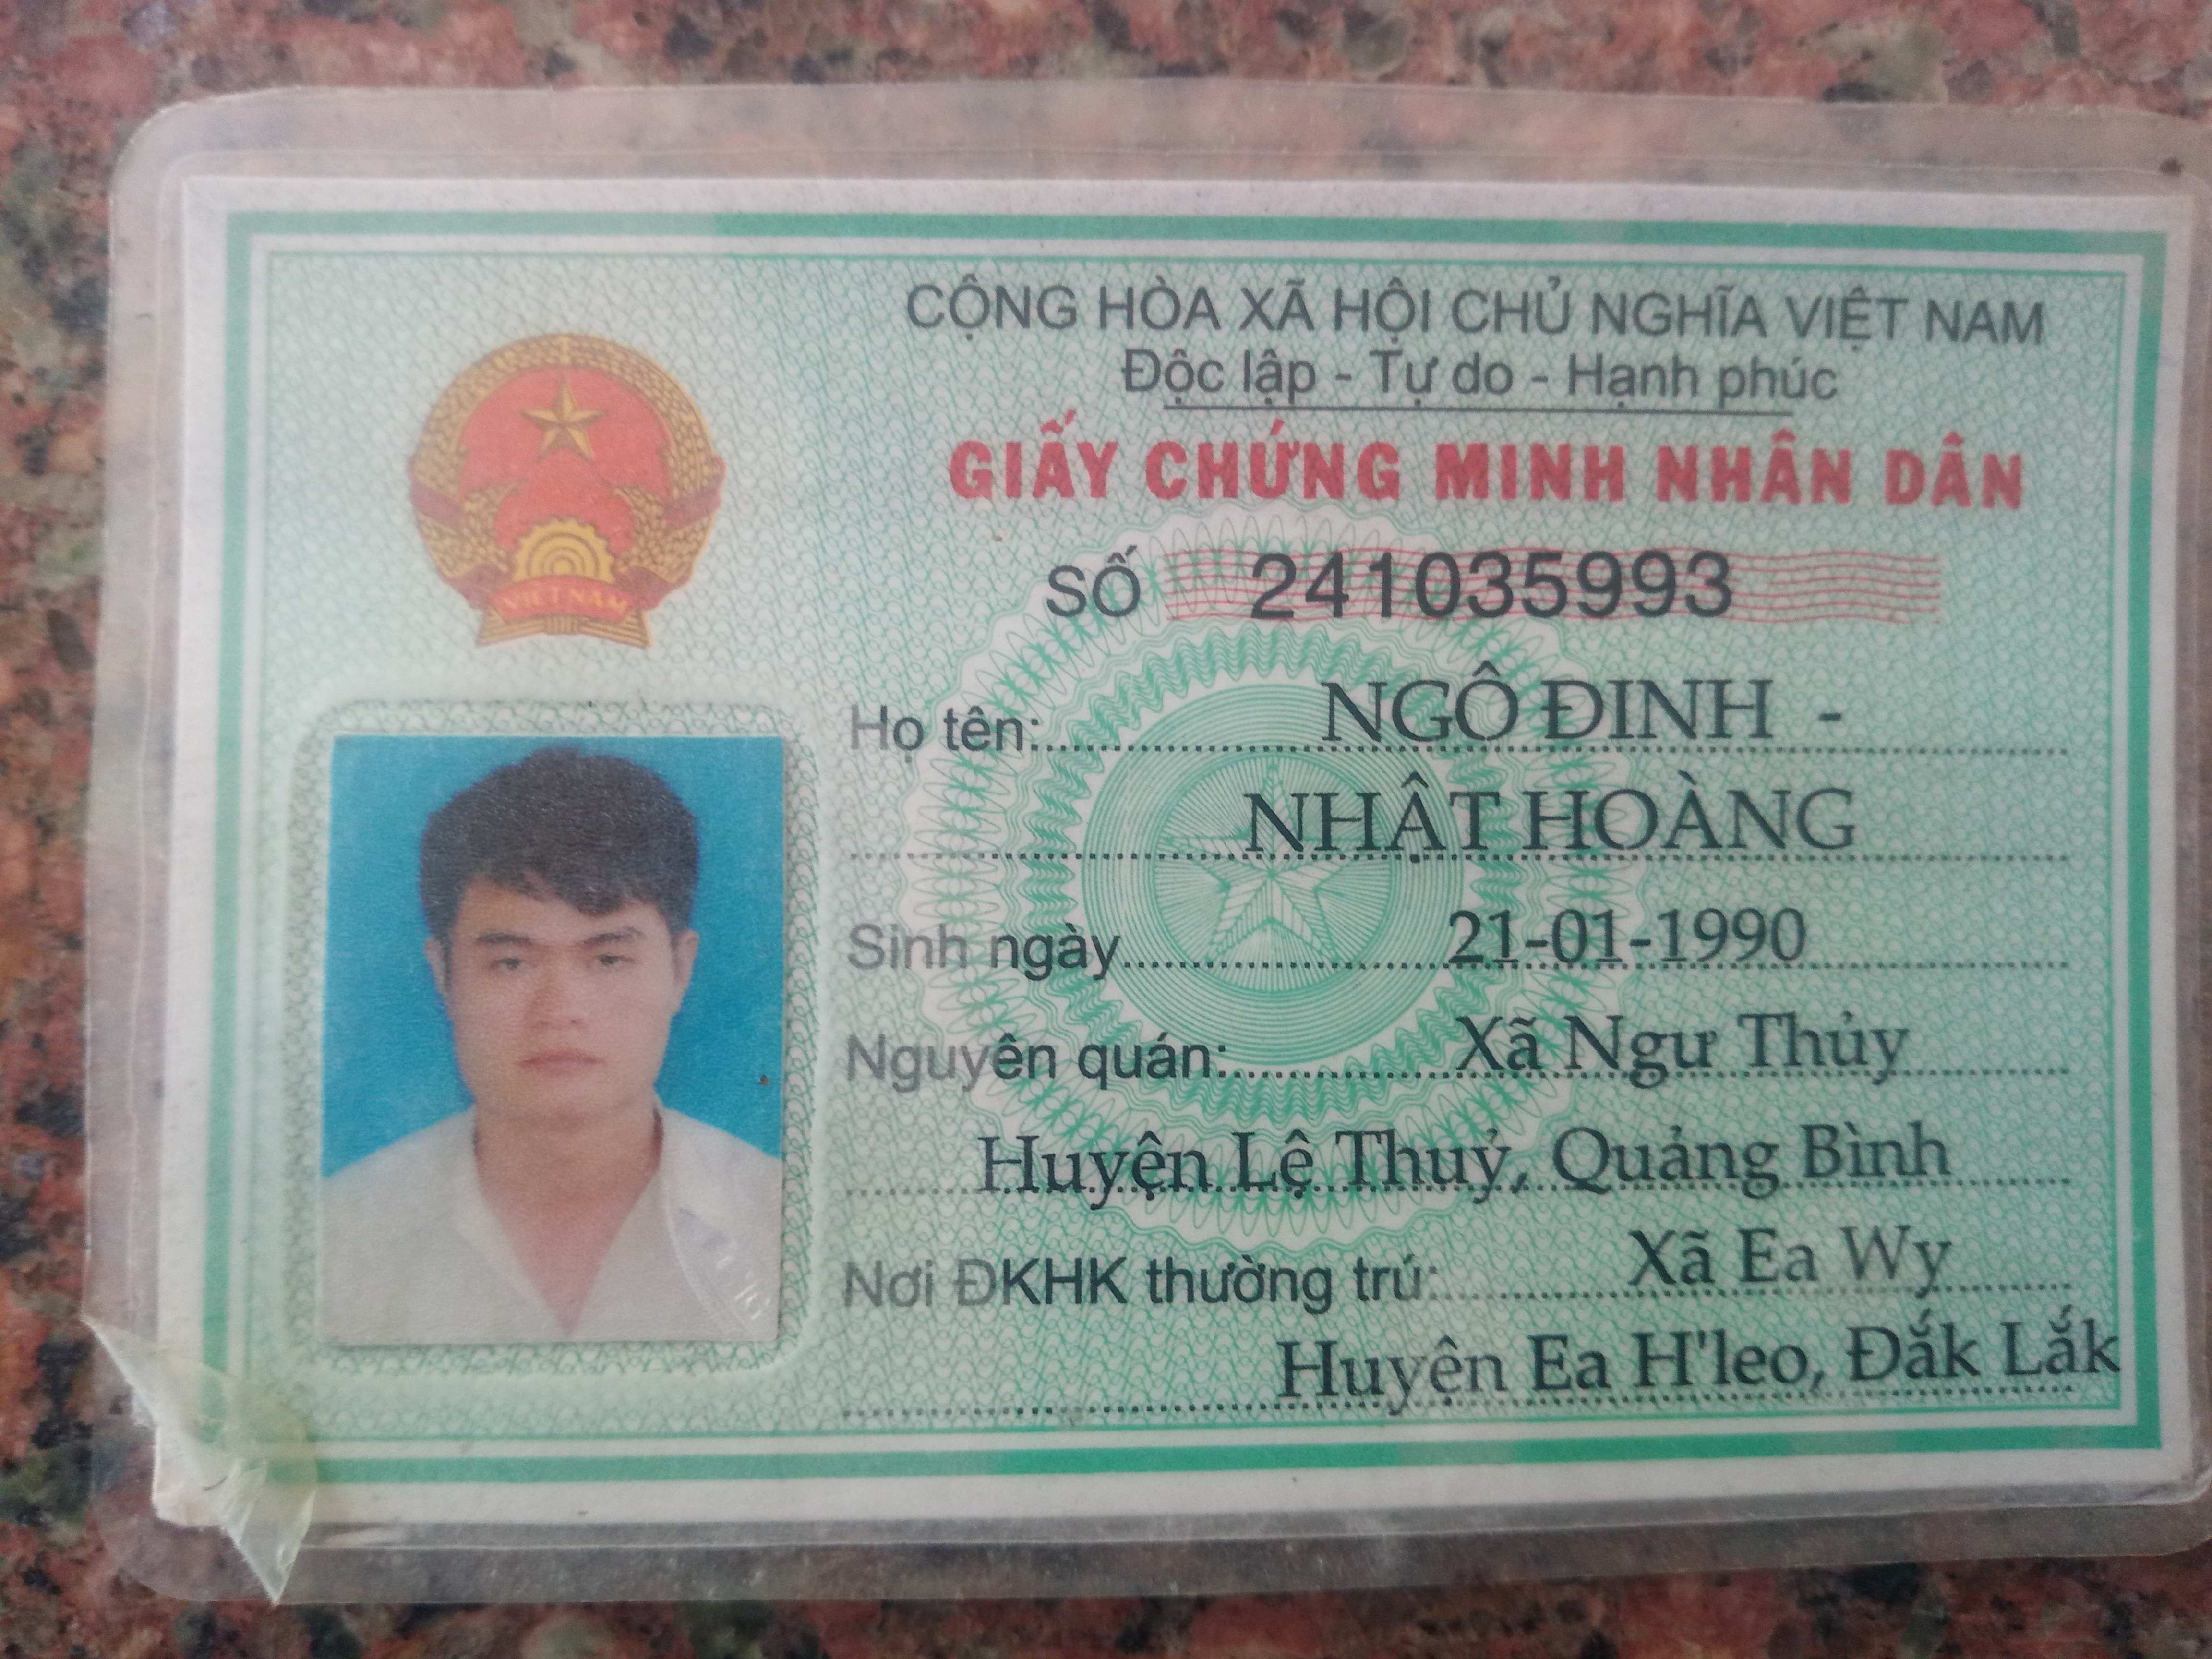 CỘNG HÒA XÃ HỘI CHỦ NGHĨA VIỆT NAM
Độc lập - Tự do - Hạnh phúc
GIẤY CHỨNG MINH NHÂN DÂN
SỐ 241035993
VIỆT NAM
Họ tên: NGÔ ĐINH -
NHẬT HOÀNG
Sinh ngày 21-01-1990
Nguyên quán: Xã Ngư Thủy
Huyện Lệ Thuỷ, Quảng Bình
Nơi ĐKHK thường trú: Xã Ea Wy
Huyện Ea H'leo, Đắk Lắk